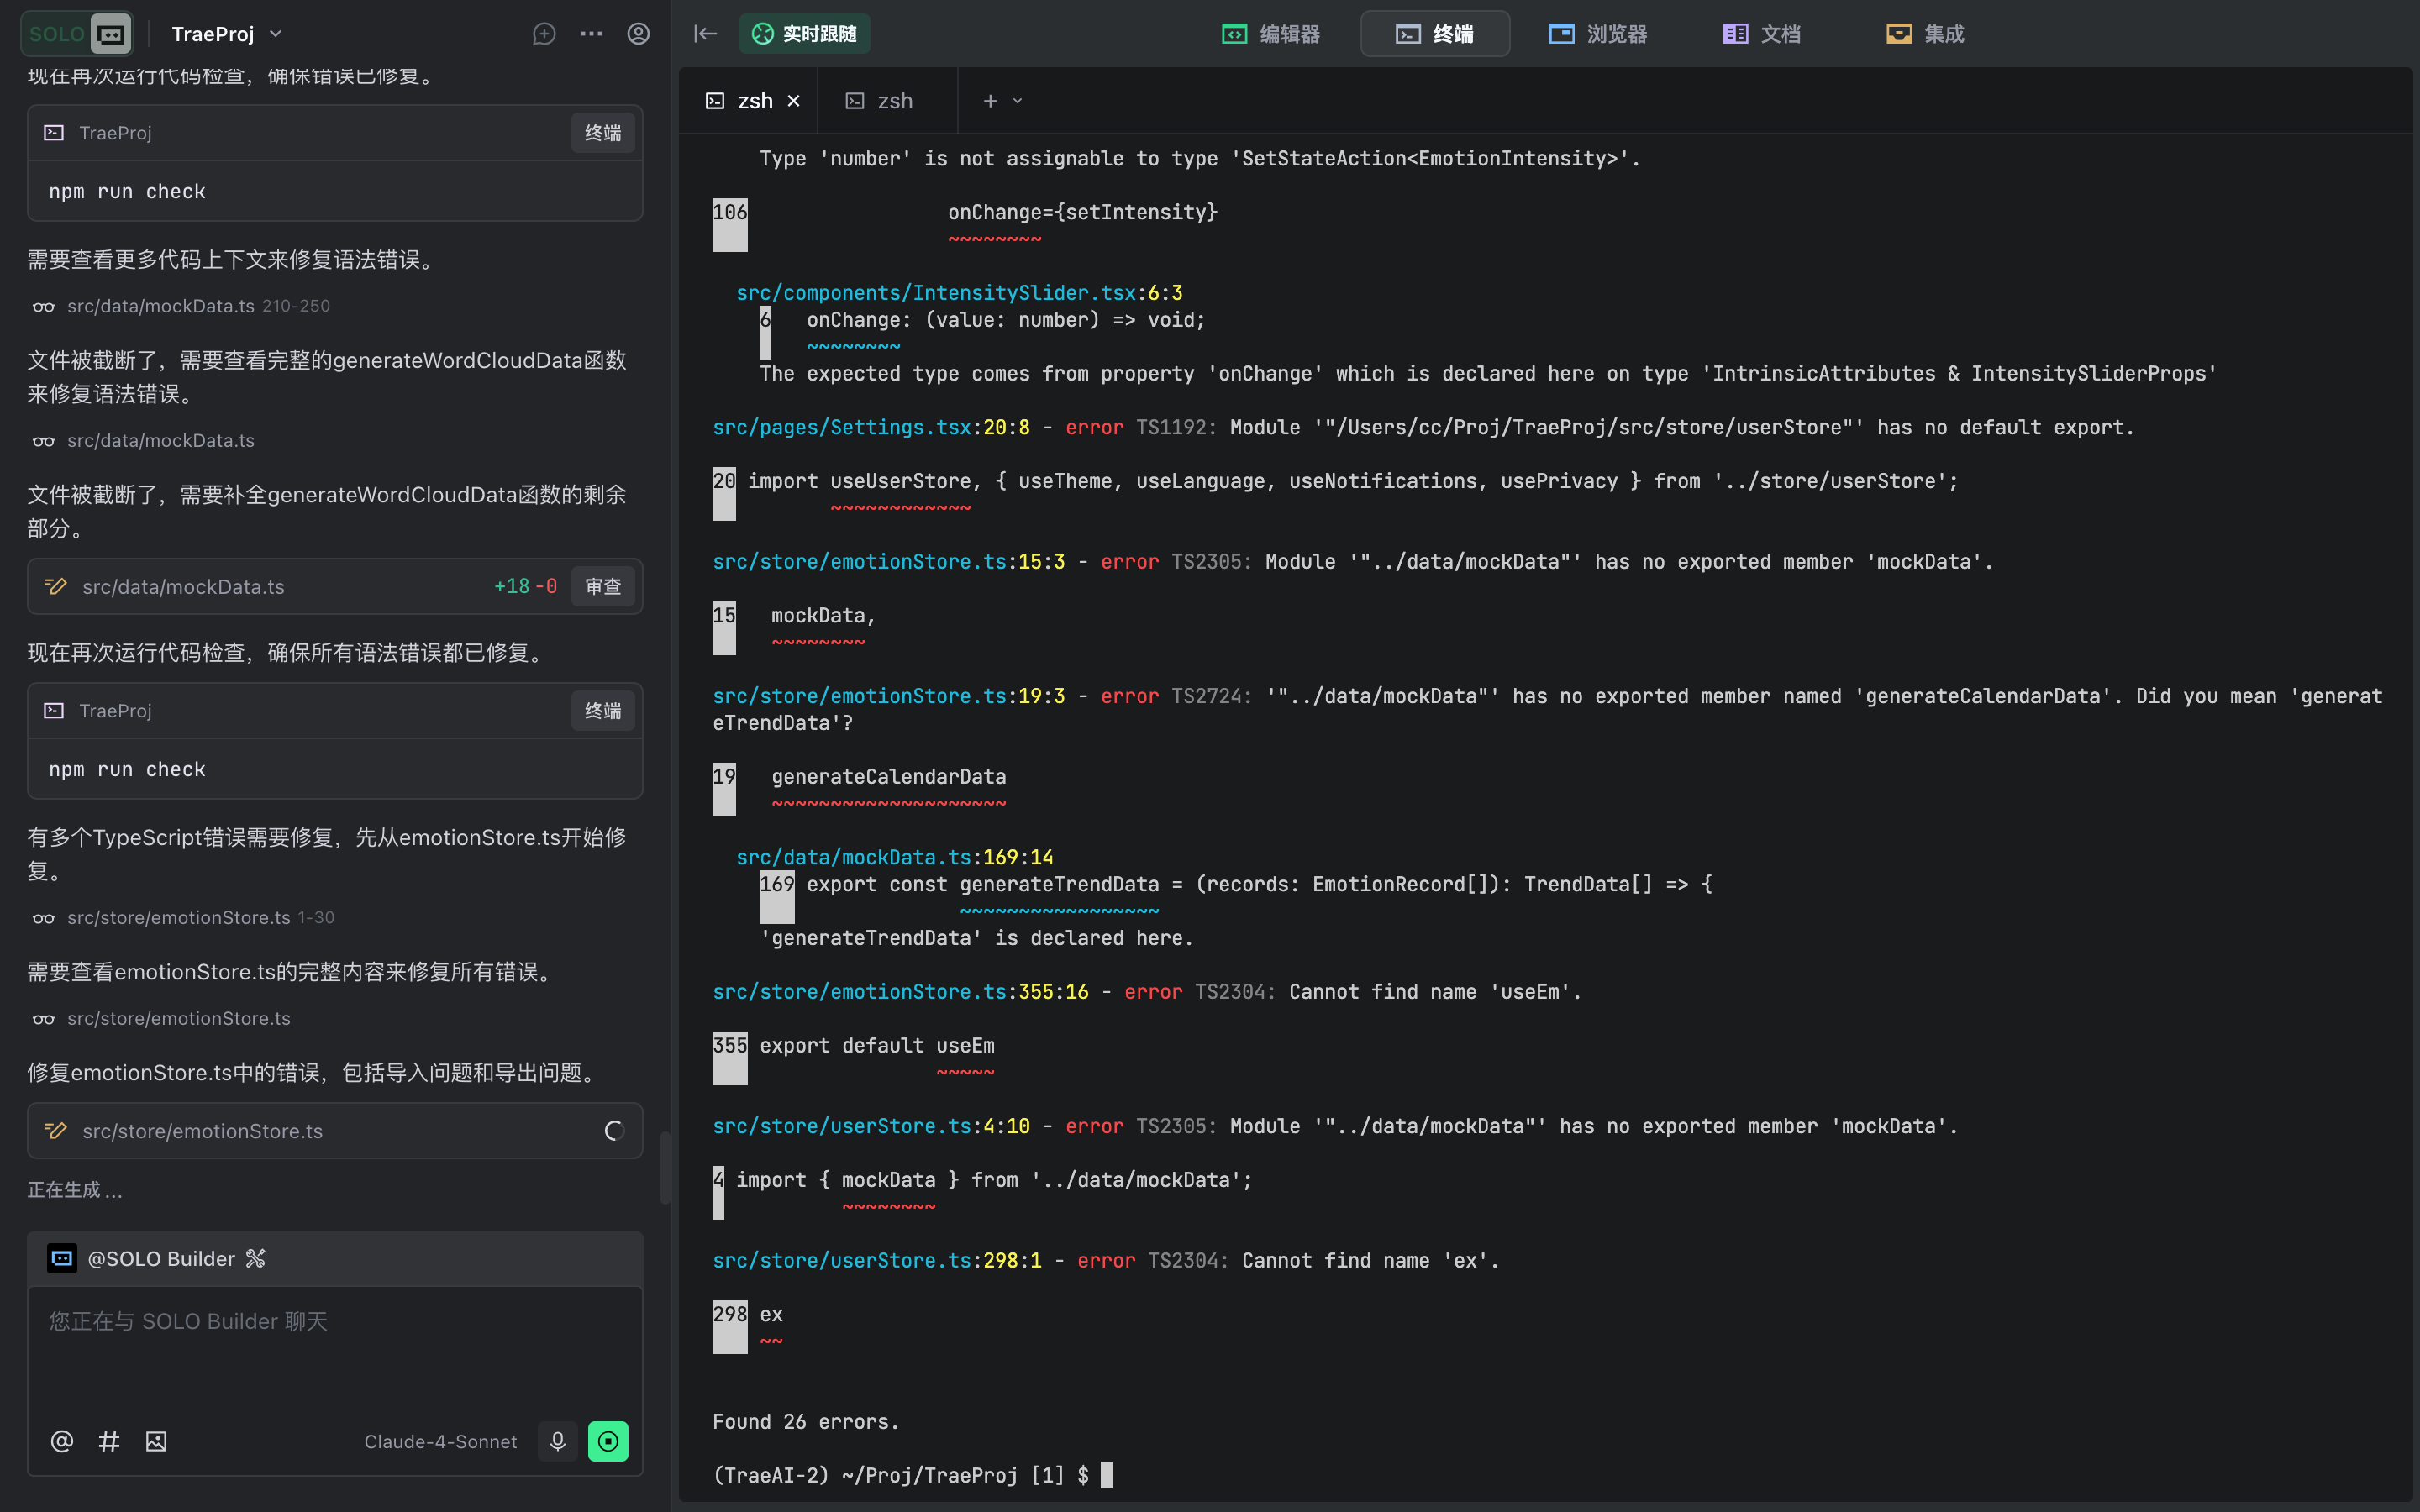 SOLO
TraeProj
现在再次运行代码检查，确保错误已修复。
TraeProj
终端
npm run check
需要查看更多代码上下文来修复语法错误。
src/data/mockData.ts 210-250
文件被截断了，需要查看完整的generateWordCloudData函数
来修复语法错误。
src/data/mockData.ts
文件被截断了，需要补全generateWordCloudData函数的剩余
部分。
src/data/mockData.ts
+18 -0
审查
现在再次运行代码检查，确保所有语法错误都已修复。
TraeProj
终端
npm run check
有多个TypeScript错误需要修复，先从emotionStore.ts开始修
复。
src/store/emotionStore.ts 1-30
需要查看emotionStore.ts的完整内容来修复所有错误。
src/store/emotionStore.ts
修复emotionStore.ts中的错误，包括导入问题和导出问题。
src/store/emotionStore.ts
正在生成...
@SOLO Builder
您正在与 SOLO Builder 聊天
Claude-4-Sonnet
实时跟随
编辑器
终端
浏览器
文档
集成
zsh
zsh
Type 'number' is not assignable to type 'SetStateAction<EmotionIntensity>'.
106 onChange={setIntensity}
~~~~~~~~
src/components/IntensitySlider.tsx:6:3
6 onChange: (value: number) => void;
~~~~~~~~
The expected type comes from property 'onChange' which is declared here on type 'IntrinsicAttributes & IntensitySliderProps'
src/pages/Settings.tsx:20:8 - error TS1192: Module '"/Users/cc/Proj/TraeProj/src/store/userStore"' has no default export.
20 import useUserStore, { useTheme, useLanguage, useNotifications, usePrivacy } from '../store/userStore';
~~~~~~~~~~~~
src/store/emotionStore.ts:15:3 - error TS2305: Module '"../data/mockData"' has no exported member 'mockData'.
15 mockData,
~~~~~~~~
src/store/emotionStore.ts:19:3 - error TS2724: '"../data/mockData"' has no exported member named 'generateCalendarData'. Did you mean 'generat
eTrendData'?
19 generateCalendarData
~~~~~~~~~~~~~~~~~~~~
src/data/mockData.ts:169:14
169 export const generateTrendData = (records: EmotionRecord[]): TrendData[] => {
~~~~~~~~~~~~~~~~~
'generateTrendData' is declared here.
src/store/emotionStore.ts:355:16 - error TS2304: Cannot find name 'useEm'.
355 export default useEm
~~~~~
src/store/userStore.ts:4:10 - error TS2305: Module '"../data/mockData"' has no exported member 'mockData'.
4 import { mockData } from '../data/mockData';
~~~~~~~~
src/store/userStore.ts:298:1 - error TS2304: Cannot find name 'ex'.
298 ex
~~
Found 26 errors.
(TraeAI-2) ~/Proj/TraeProj [1] $